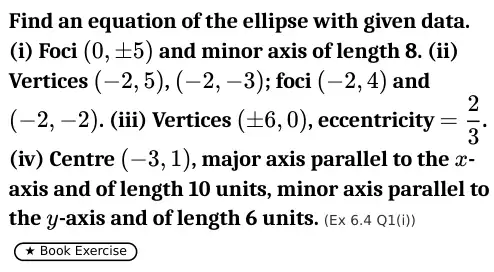 Find an equation of the ellipse with given data.
(i) Foci (0, ±5) and minor axis of length 8. (ii)
Vertices (−2, 5), (−2, −3); foci (−2, 4) and
(−2, −2). (iii) Vertices (±6, 0), eccentricity = 2/3.
(iv) Centre (−3, 1), major axis parallel to the x-
axis and of length 10 units, minor axis parallel to
the y-axis and of length 6 units. (Ex 6.4 Q1(i))
★ Book Exercise